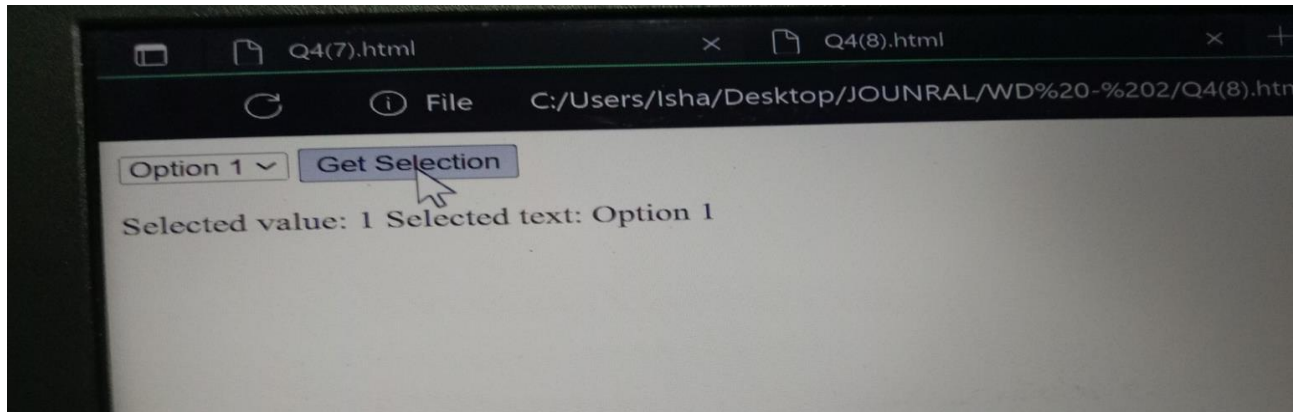 Q4(7).html Q4(8).html
File C:/Users/Isha/Desktop/JOUNRAL/WD%20-%202/Q4(8).htm
Option 1 Get Selection
Selected value: 1 Selected text: Option 1